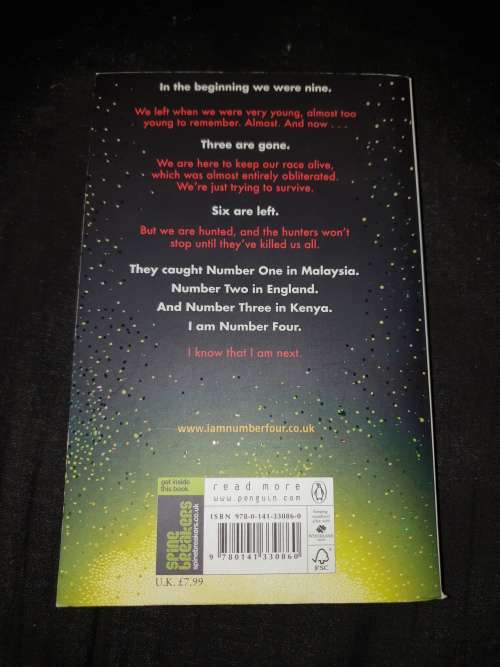 In the beginning we were nine.
We left when we were very young, almost too
young to remember. Almost. And now . . .
Three are gone.
We are here to keep our race alive,
which was almost entirely obliterated.
We're just trying to survive.
Six are left.
But we are hunted, and the hunters won't
stop until they've killed us all.
They caught Number One in Malaysia.
Number Two in England.
And Number Three in Kenya.
I am Number Four.
I know that I am next.
www.iamnumberfour.co.uk
get inside
this book
spine
breakers
spinebreakers.co.uk
read more
www.penguin.com
ISBN 978-0-141-33086-0
9 780141 330860
FSC
U.K. £7.99